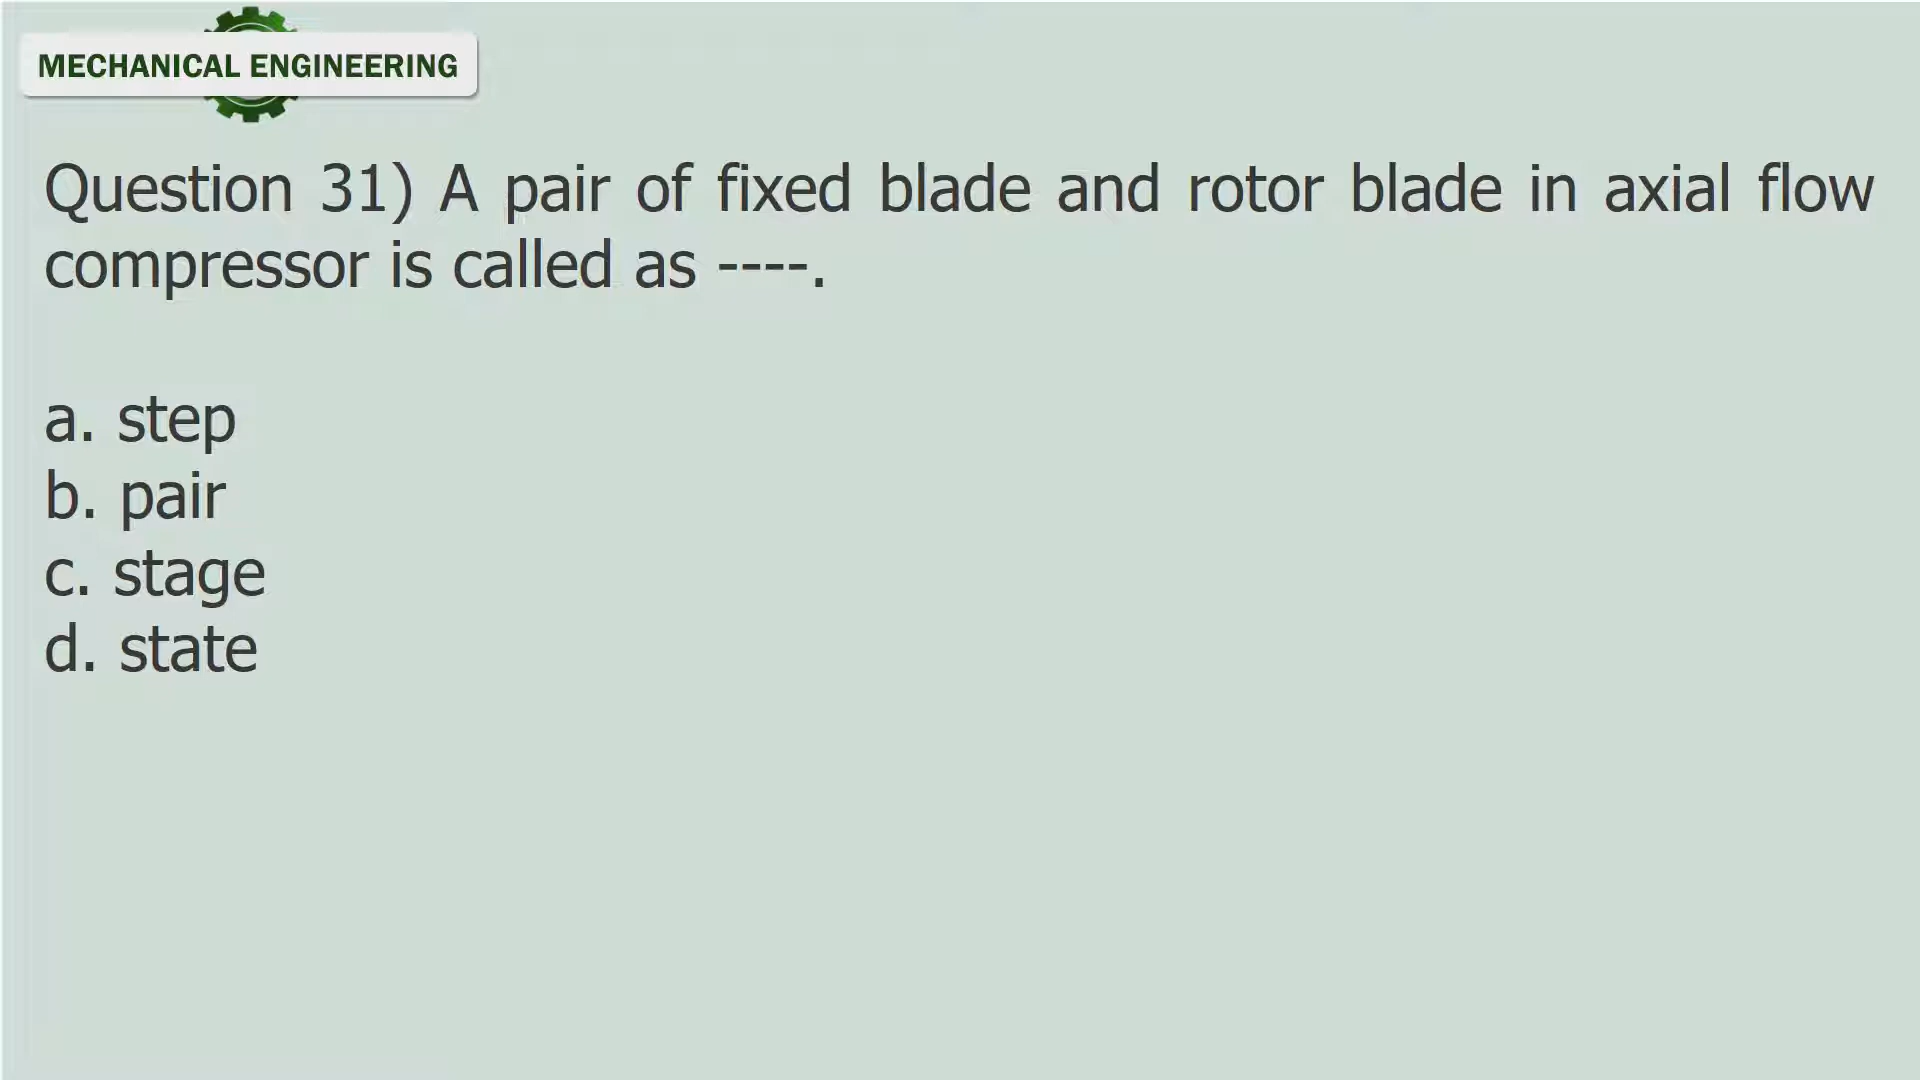 MECHANICAL ENGINEERING
Question 31) A pair of fixed blade and rotor blade in axial flow
compressor is called as ----.
a. step
b. pair
c. stage
d. state